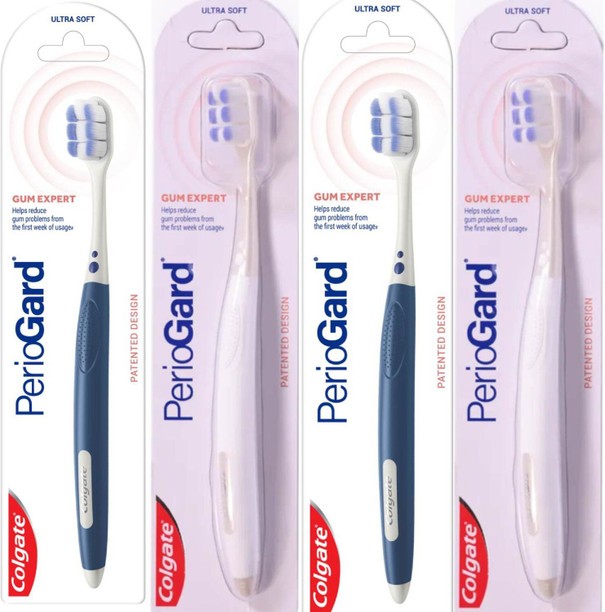 ULTRA SOFT
GUM EXPERT
Helps reduce
gum problems from
the first week of usage
PerioGard®
PATENTED DESIGN
Colgate
Colgate®
ULTRA SOFT
GUM EXPERT
Helps reduce
gum problems from
the first week of usage
PerioGard®
PATENTED DESIGN
Colgate®
ULTRA SOFT
GUM EXPERT
Helps reduce
gum problems from
the first week of usage
PerioGard®
PATENTED DESIGN
Colgate
Colgate®
ULTRA SOFT
GUM EXPERT
Helps reduce
gum problems from
the first week of usage
PerioGard®
PATENTED DESIGN
Colgate®